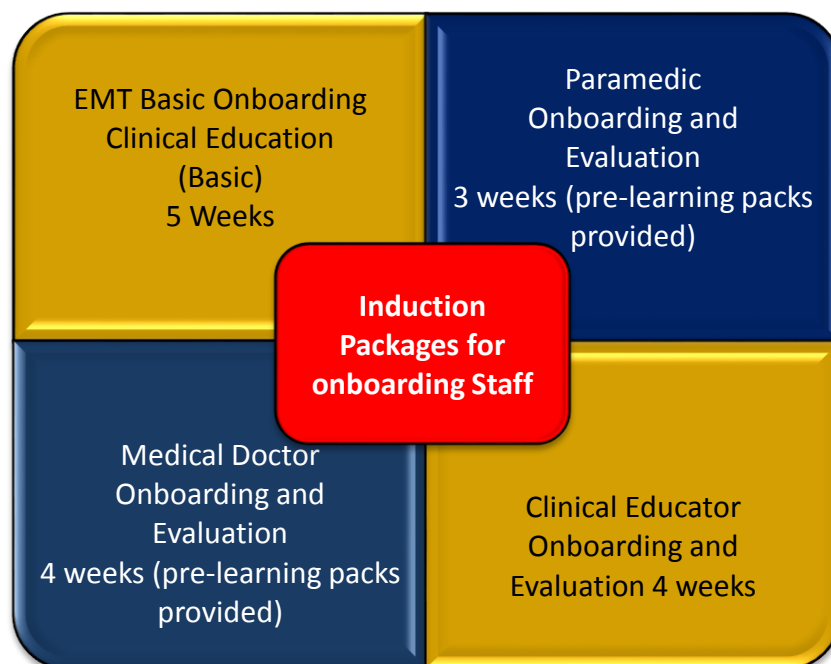 EMT Basic Onboarding
Clinical Education
(Basic)
5 Weeks
Paramedic
Onboarding and
Evaluation
3 weeks (pre-learning packs
provided)
Induction
Packages for
onboarding Staff
Medical Doctor
Onboarding and
Evaluation
4 weeks (pre-learning packs
provided)
Clinical Educator
Onboarding and
Evaluation 4 weeks